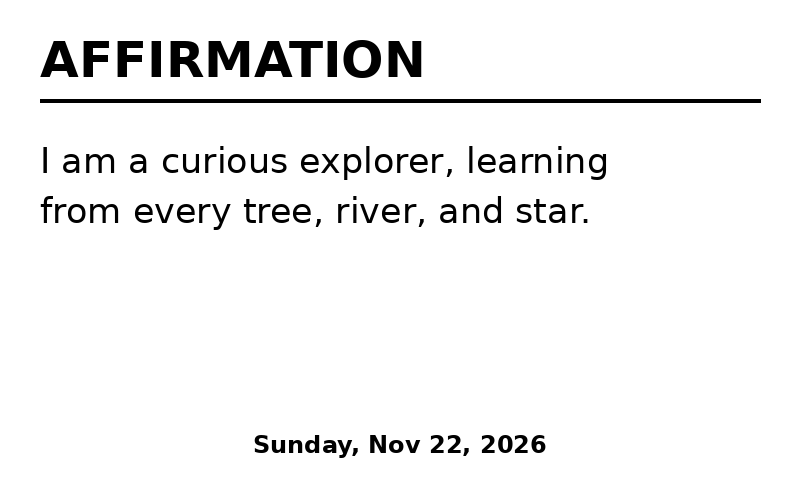 AFFIRMATION
I am a curious explorer, learning
from every tree, river, and star.
Sunday, Nov 22, 2026